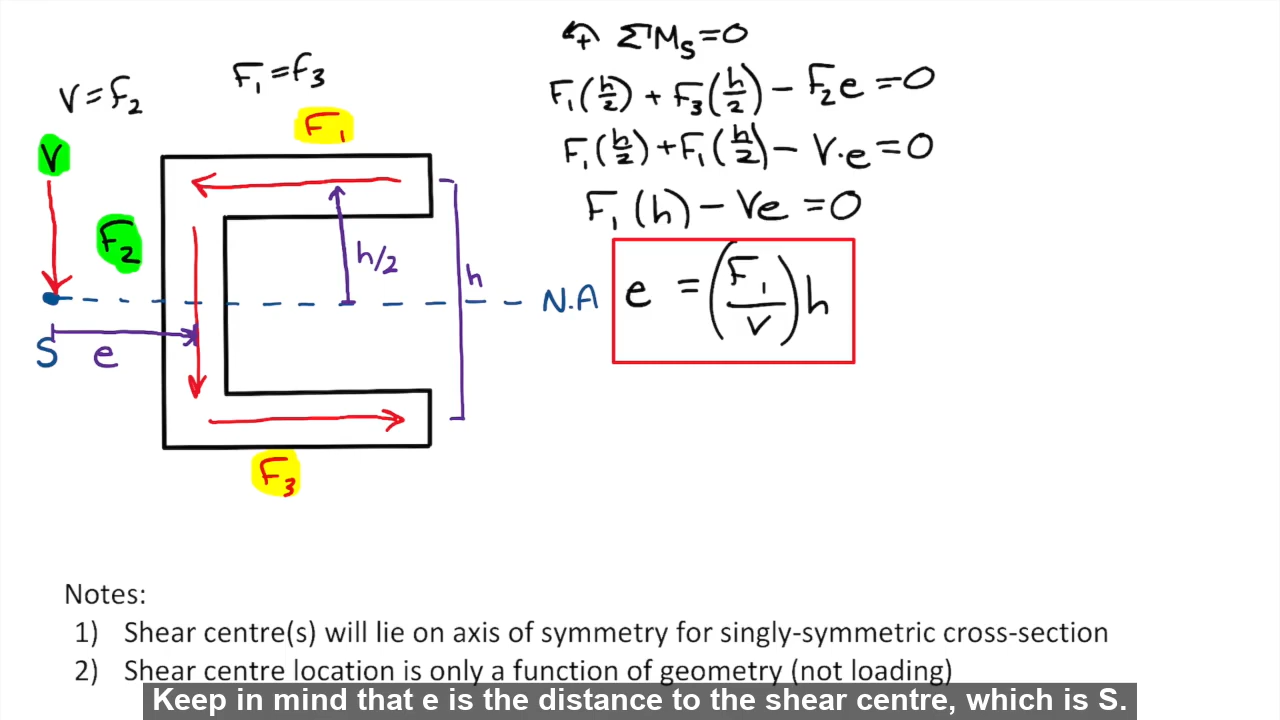 ↶+ ΣM_S = 0
F₁ = F₃
V = F₂
F₁(h/2) + F₃(h/2) − F₂e = 0
F₁
F₁(h/2) + F₁(h/2) − V·e = 0
V
F₁(h) − Ve = 0
F₂
h/2
h
N.A
e = (F₁/V)h
S
e
F₃
Notes:
1) Shear centre(s) will lie on axis of symmetry for singly-symmetric cross-section
2) Shear centre location is only a function of geometry (not loading)
Keep in mind that e is the distance to the shear centre, which is S.